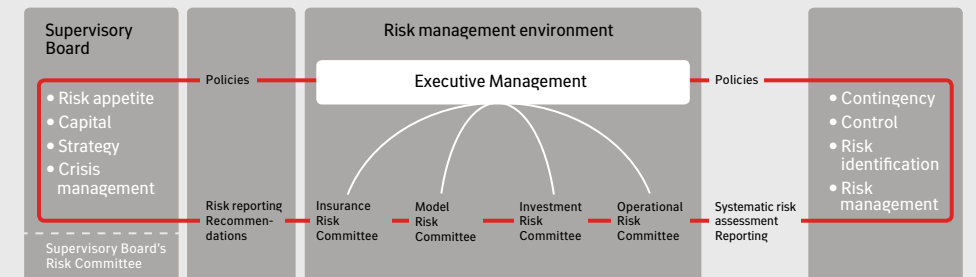 Supervisory
Board
Risk management environment
Policies
Executive Management
Policies
• Risk appetite
• Capital
• Strategy
• Crisis
management
• Contingency
• Control
• Risk
identification
• Risk
management
Risk reporting
Recommen-
dations
Insurance
Risk
Committee
Model
Risk
Committee
Investment
Risk
Committee
Operational
Risk
Committee
Systematic risk
assessment
Reporting
Supervisory Board's
Risk Committee